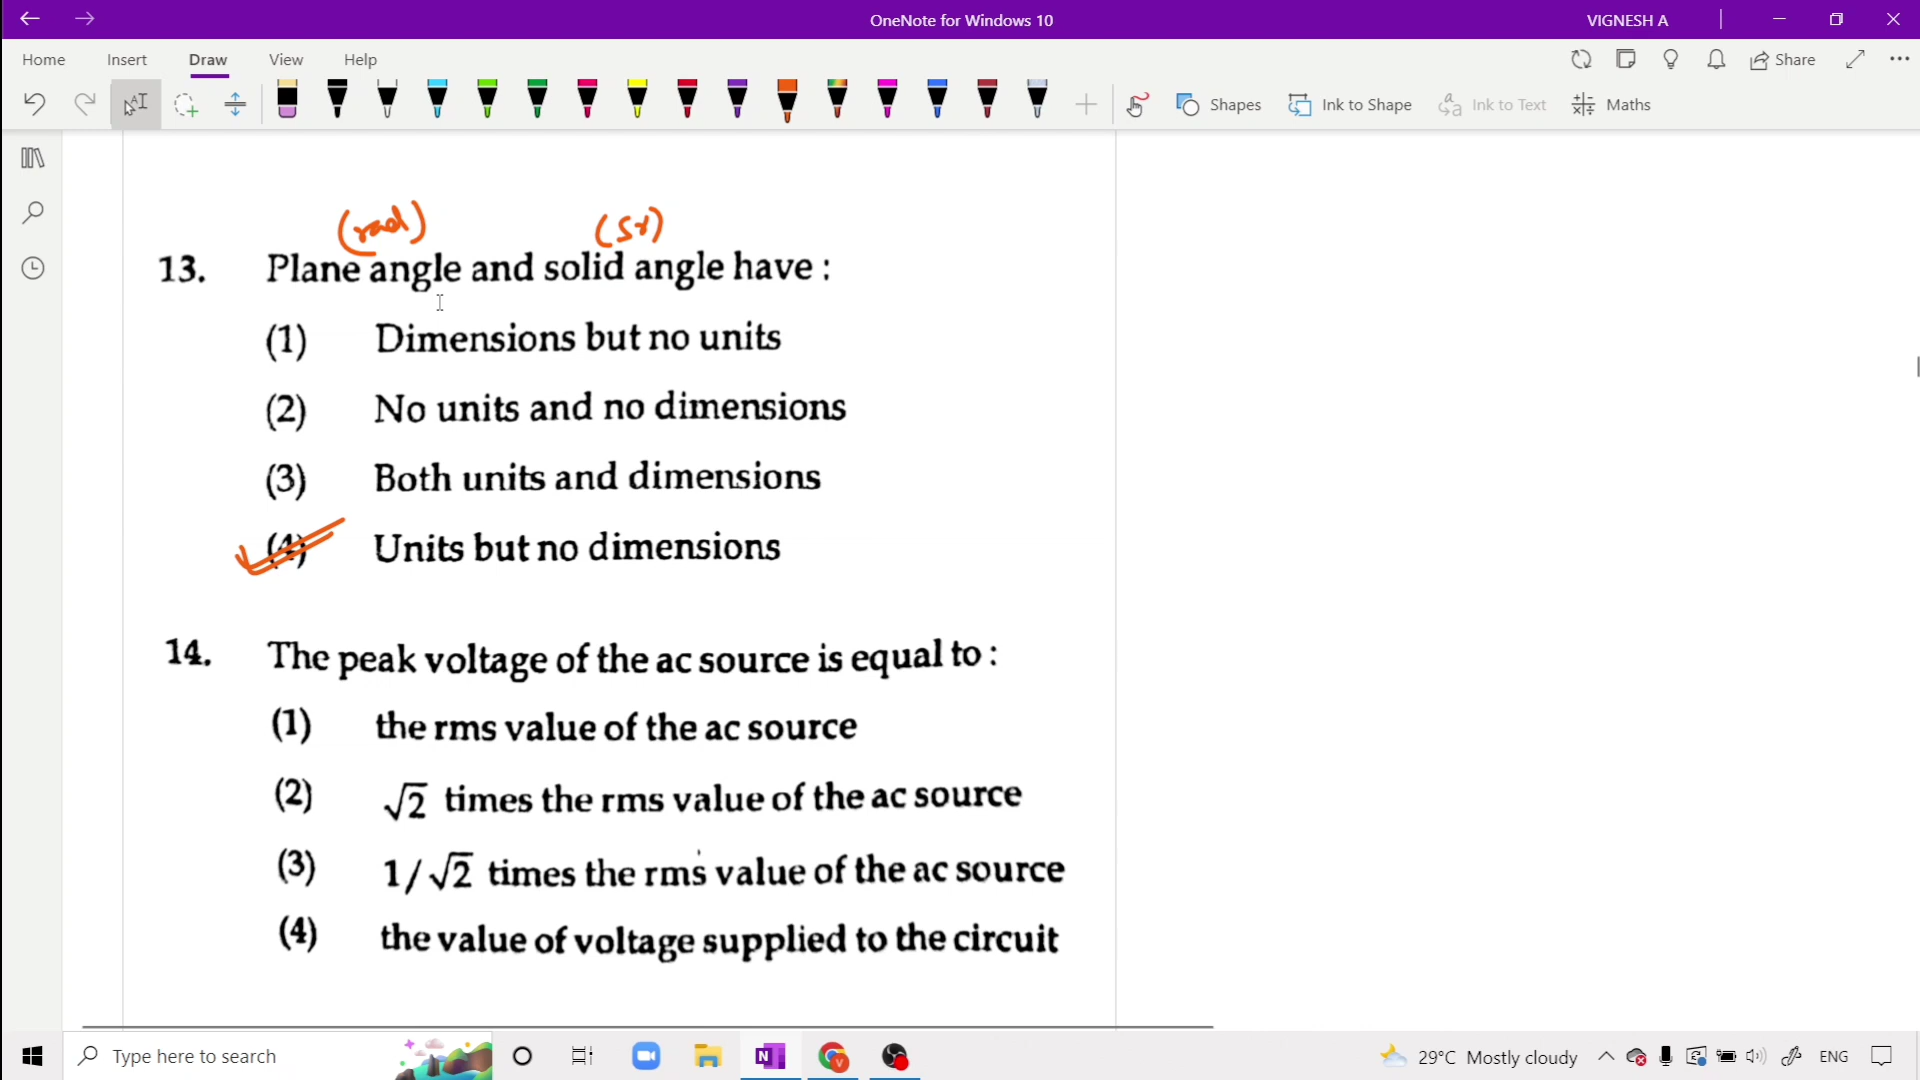 OneNote for Windows 10
VIGNESH A
Home Insert Draw View Help
Share
Shapes Ink to Shape Ink to Text Maths
(rad) (sr)
13. Plane angle and solid angle have :
(1) Dimensions but no units
(2) No units and no dimensions
(3) Both units and dimensions
(4) Units but no dimensions
14. The peak voltage of the ac source is equal to :
(1) the rms value of the ac source
(2) √2 times the rms value of the ac source
(3) 1/√2 times the rms value of the ac source
(4) the value of voltage supplied to the circuit
Type here to search
29°C Mostly cloudy
ENG